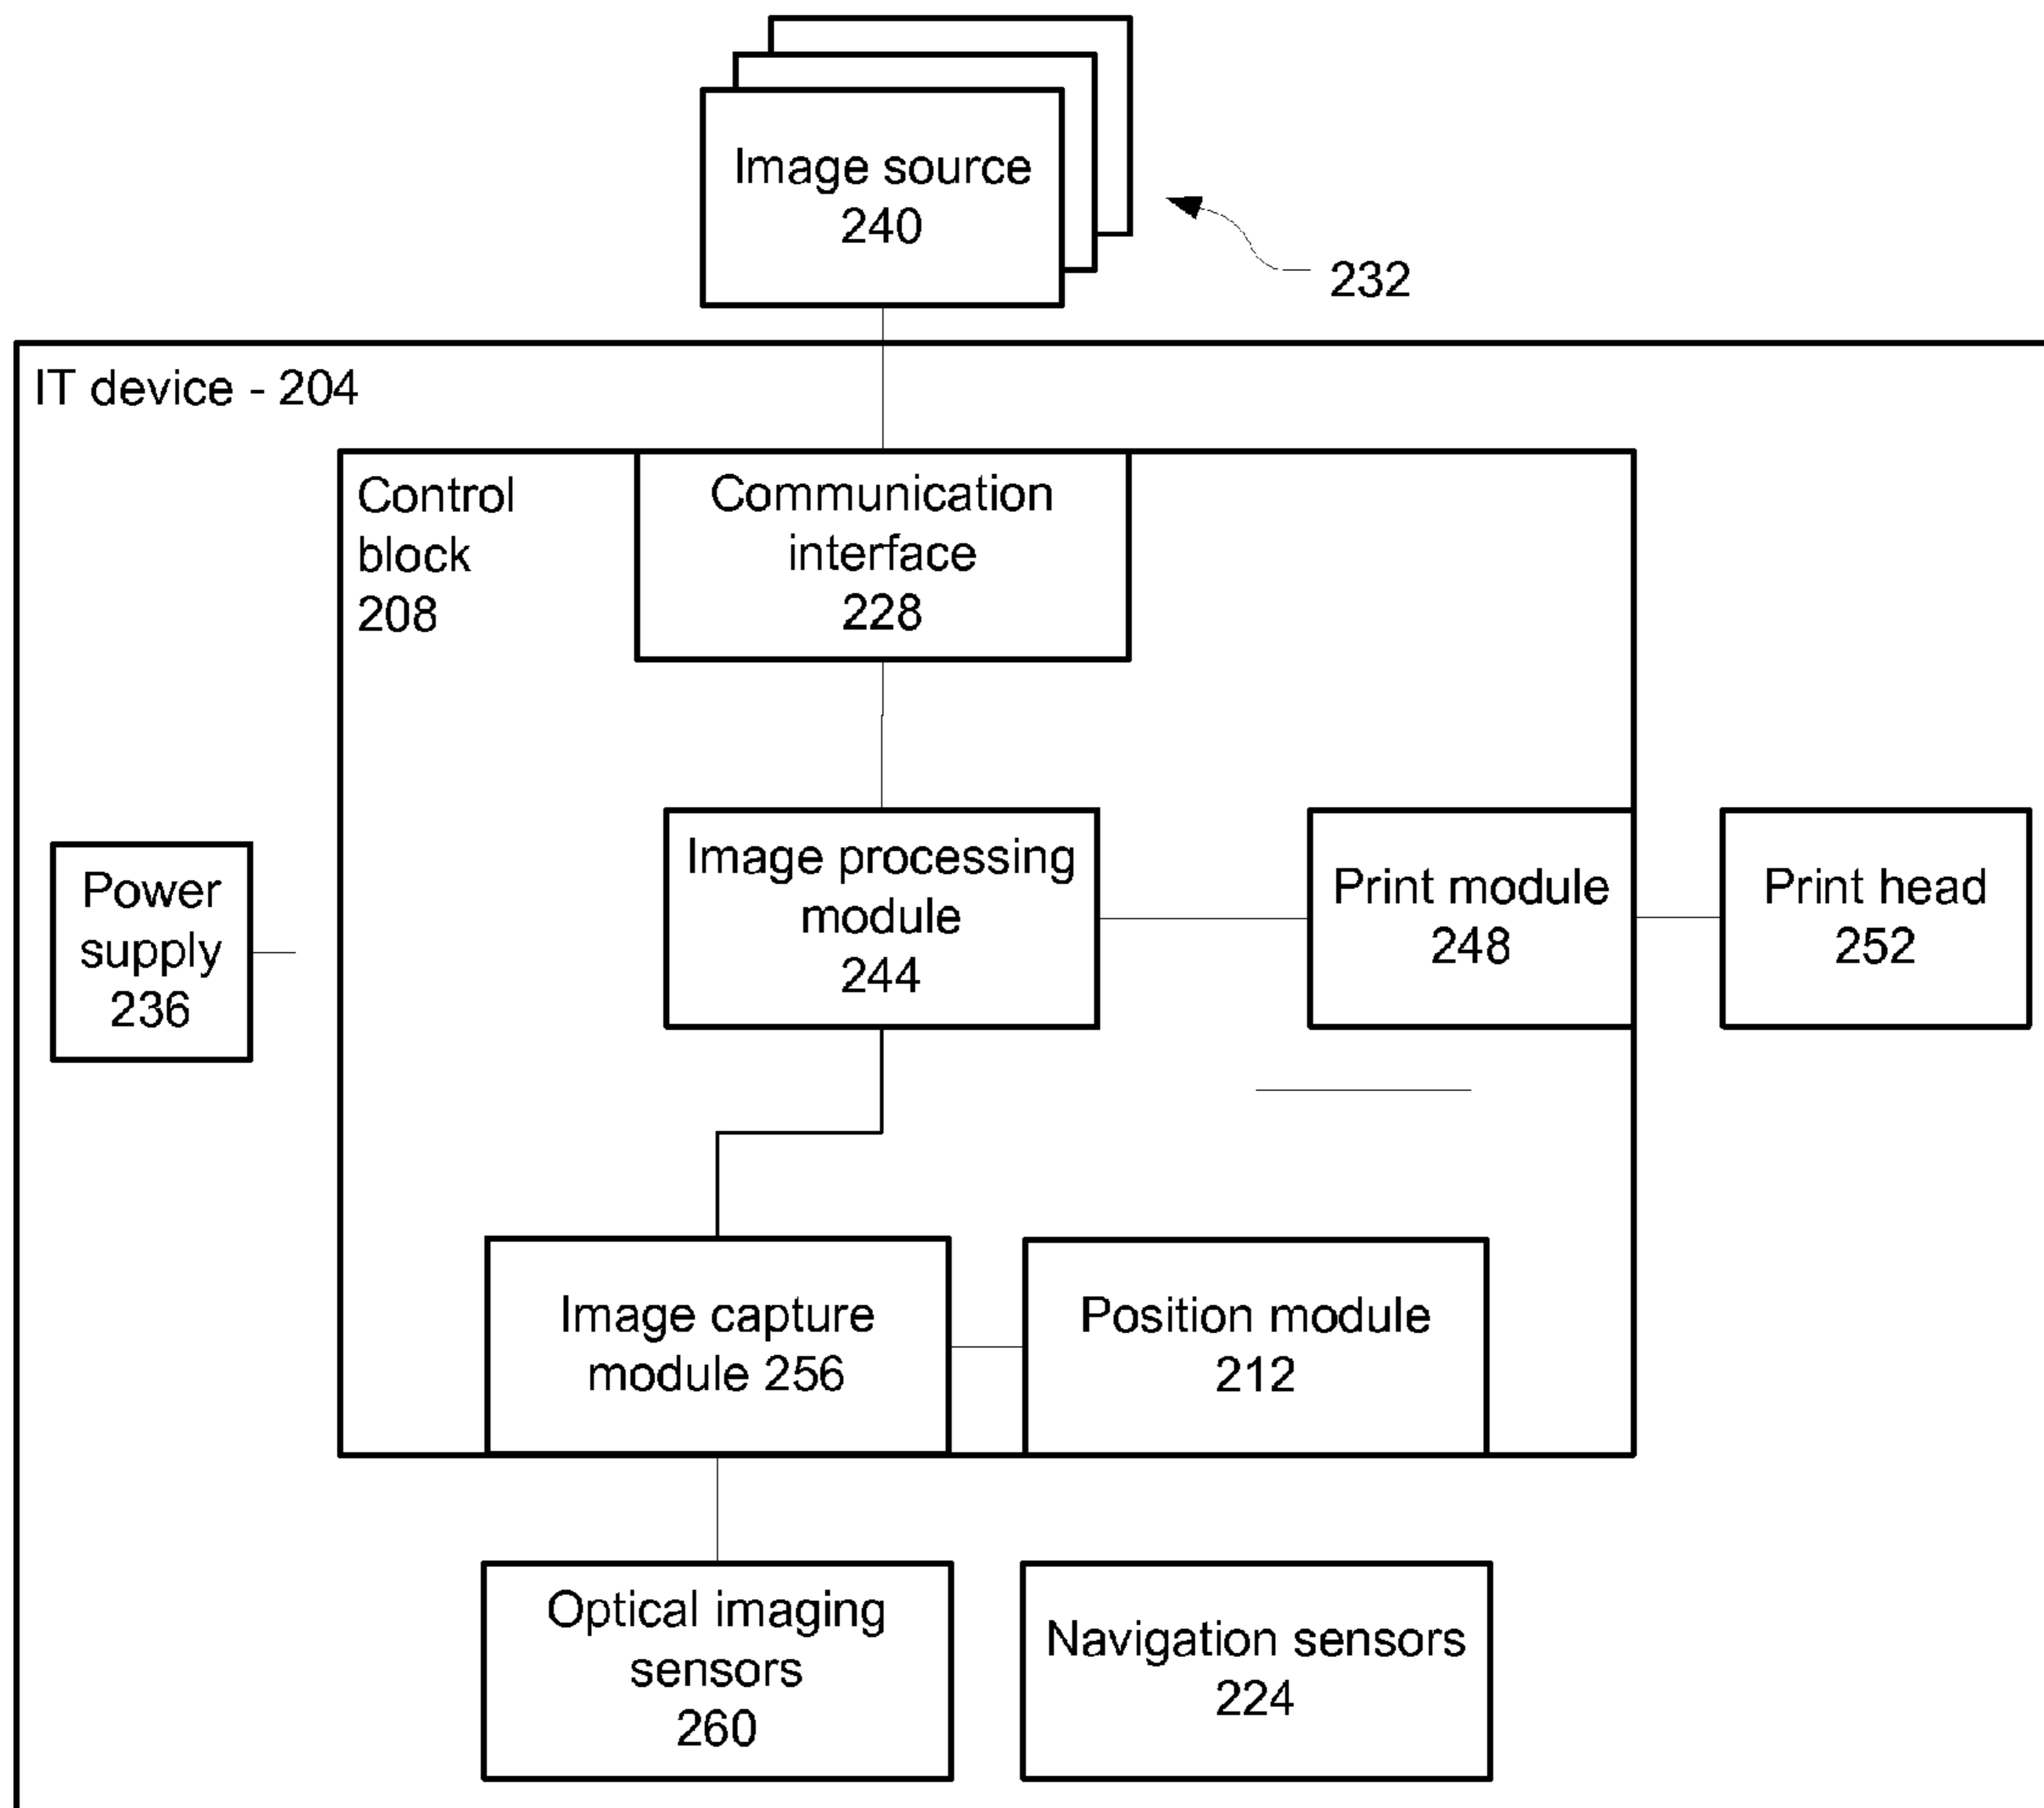 Image source
240
232
IT device - 204
Control
block
208
Communication
interface
228
Power
supply
236
Image processing
module
244
Print module
248
Print head
252
Image capture
module 256
Position module
212
Optical imaging
sensors
260
Navigation sensors
224